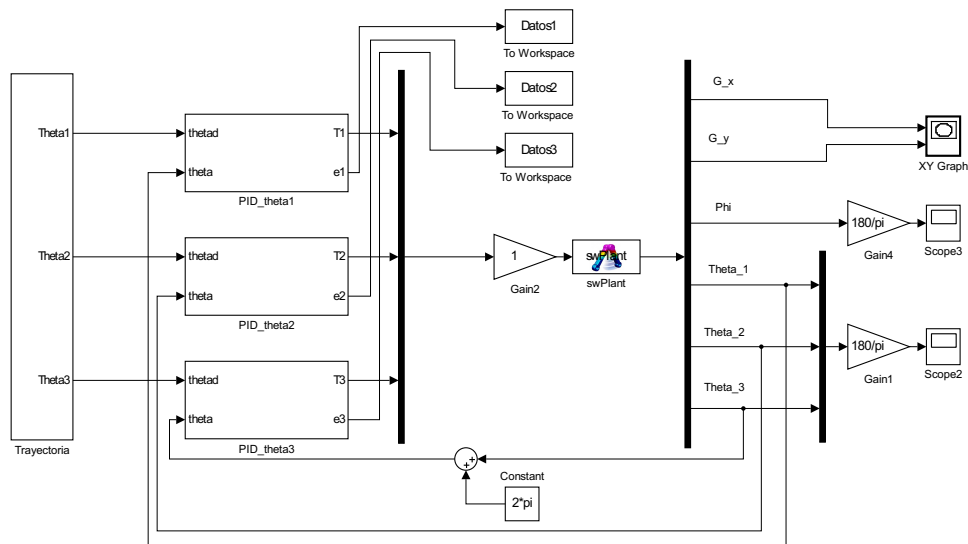 Datos1
To Workspace
Datos2
To Workspace
Datos3
To Workspace
Theta1
Theta2
Theta3
Trayectoria
thetad
theta
T1
e1
PID_theta1
thetad
theta
T2
e2
PID_theta2
thetad
theta
T3
e3
PID_theta3
1
Gain2
swPlant
swPlant
G_x
G_y
Phi
Theta_1
Theta_2
Theta_3
XY Graph
180/pi
Gain4
Scope3
180/pi
Gain1
Scope2
+
+
Constant
2*pi